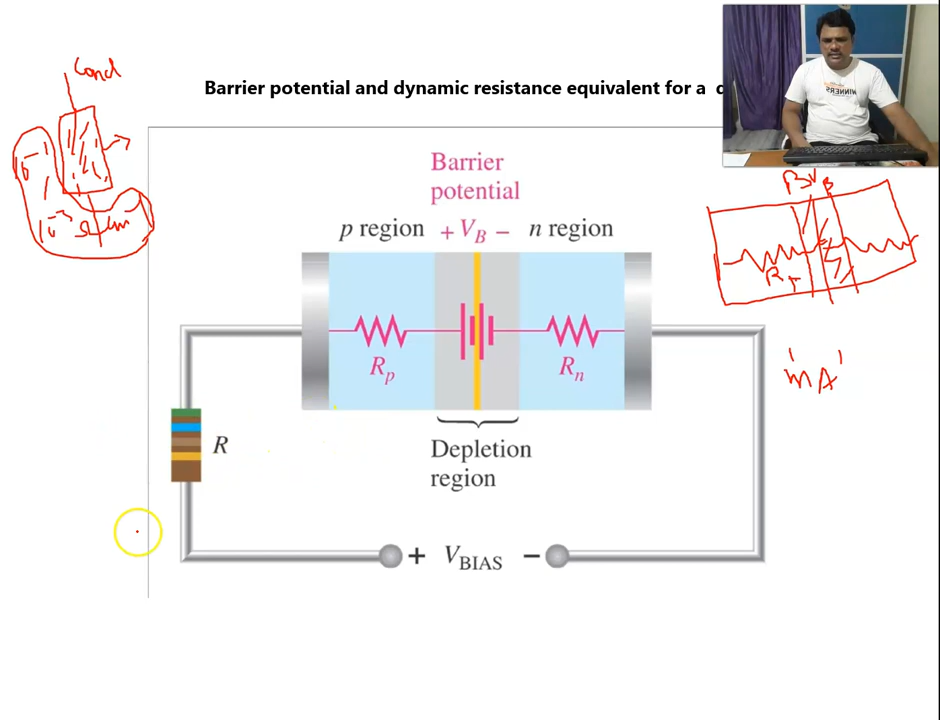 Cond
Barrier potential and dynamic resistance equivalent for a d
WINNERS
Barrier
potential
p region
+ VB −
n region
Rp
Rn
mA
R
Depletion
region
+ VBIAS −